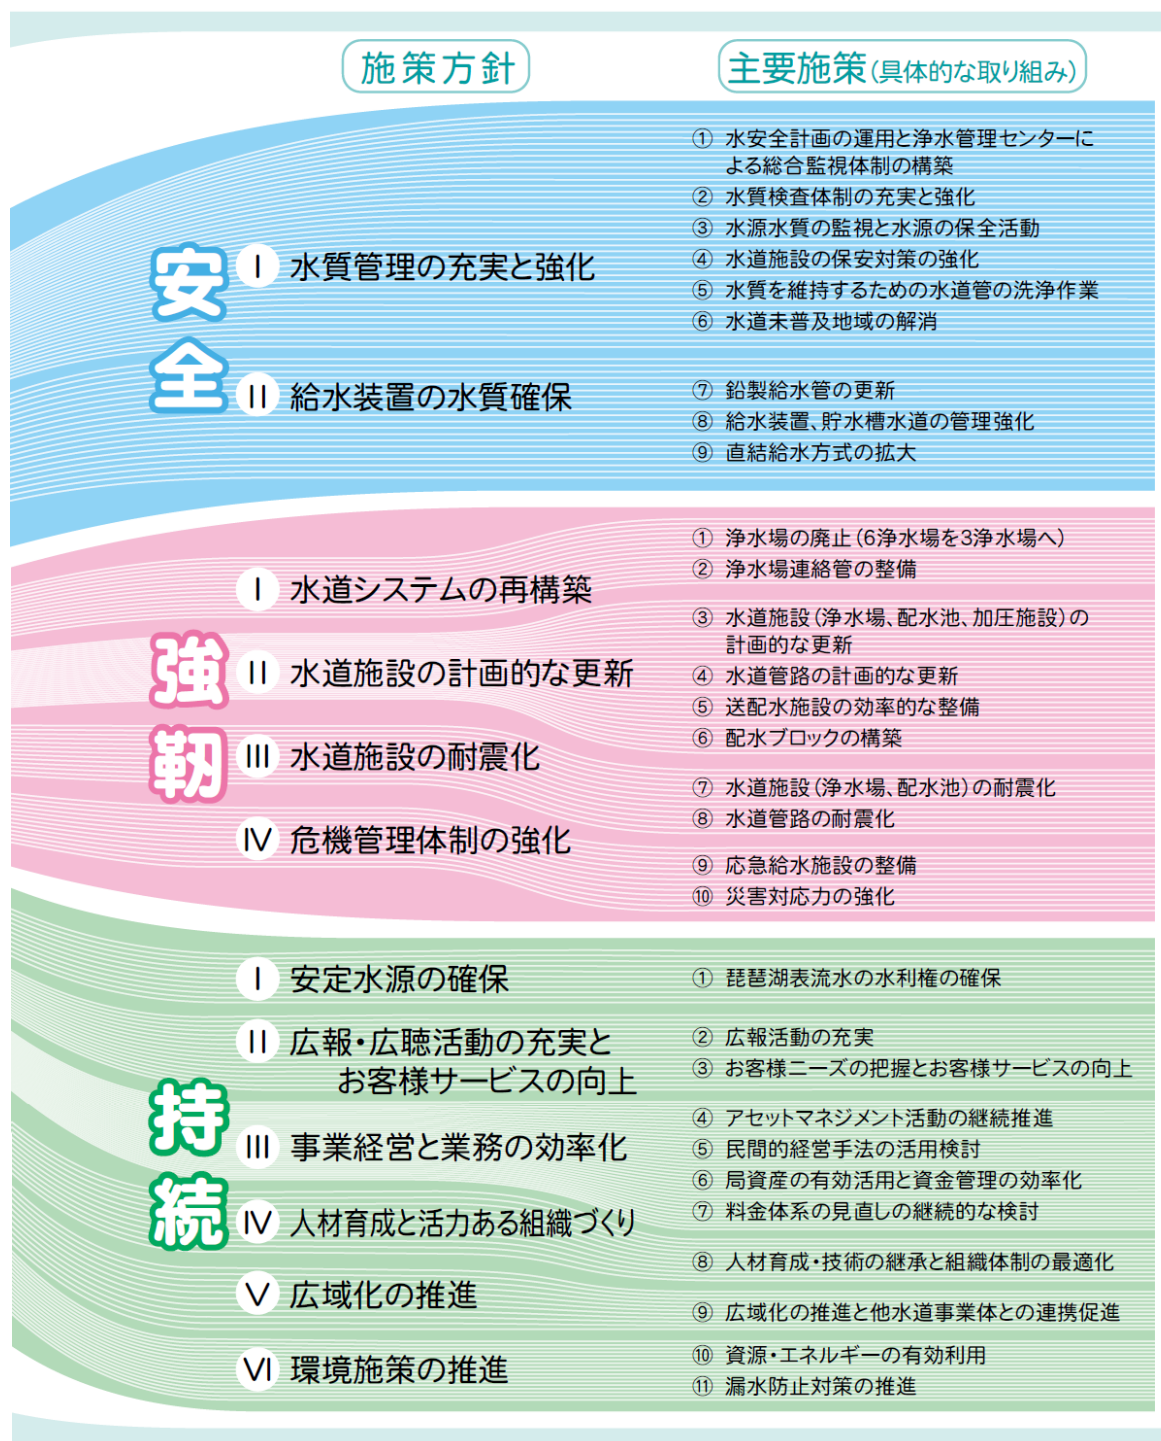 施策方針
主要施策(具体的な取り組み)
安全
Ⅰ 水質管理の充実と強化
① 水安全計画の運用と浄水管理センターに
よる総合監視体制の構築
② 水質検査体制の充実と強化
③ 水源水質の監視と水源の保全活動
④ 水道施設の保安対策の強化
⑤ 水質を維持するための水道管の洗浄作業
⑥ 水道未普及地域の解消
Ⅱ 給水装置の水質確保
⑦ 鉛製給水管の更新
⑧ 給水装置、貯水槽水道の管理強化
⑨ 直結給水方式の拡大
強靭
Ⅰ 水道システムの再構築
① 浄水場の廃止(6浄水場を3浄水場へ)
② 浄水場連絡管の整備
Ⅱ 水道施設の計画的な更新
③ 水道施設(浄水場、配水池、加圧施設)の
計画的な更新
④ 水道管路の計画的な更新
⑤ 送配水施設の効率的な整備
⑥ 配水ブロックの構築
Ⅲ 水道施設の耐震化
⑦ 水道施設(浄水場、配水池)の耐震化
⑧ 水道管路の耐震化
Ⅳ 危機管理体制の強化
⑨ 応急給水施設の整備
⑩ 災害対応力の強化
持続
Ⅰ 安定水源の確保
① 琵琶湖表流水の水利権の確保
Ⅱ 広報・広聴活動の充実と
お客様サービスの向上
② 広報活動の充実
③ お客様ニーズの把握とお客様サービスの向上
Ⅲ 事業経営と業務の効率化
④ アセットマネジメント活動の継続推進
⑤ 民間的経営手法の活用検討
⑥ 局資産の有効活用と資金管理の効率化
⑦ 料金体系の見直しの継続的な検討
Ⅳ 人材育成と活力ある組織づくり
⑧ 人材育成・技術の継承と組織体制の最適化
Ⅴ 広域化の推進
⑨ 広域化の推進と他水道事業体との連携促進
Ⅵ 環境施策の推進
⑩ 資源・エネルギーの有効利用
⑪ 漏水防止対策の推進